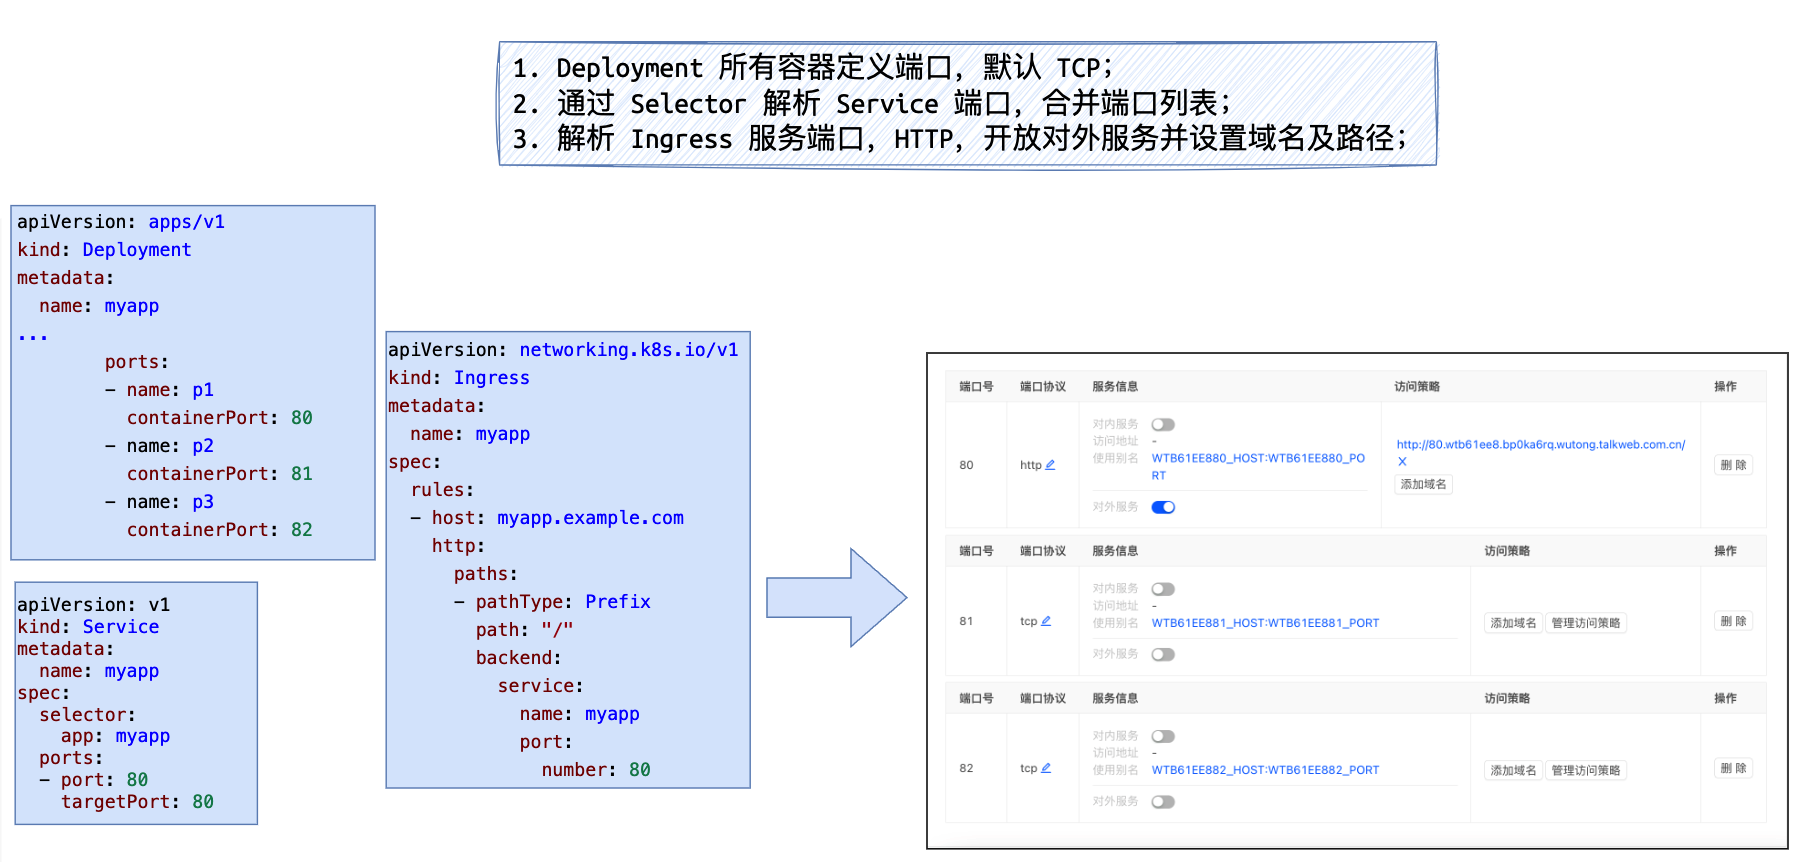 1. Deployment 所有容器定义端口，默认 TCP；
2. 通过 Selector 解析 Service 端口，合并端口列表；
3. 解析 Ingress 服务端口，HTTP，开放对外服务并设置域名及路径；
apiVersion: apps/v1
kind: Deployment
metadata:
  name: myapp
...
        ports:
        - name: p1
          containerPort: 80
        - name: p2
          containerPort: 81
        - name: p3
          containerPort: 82
apiVersion: v1
kind: Service
metadata:
  name: myapp
spec:
  selector:
    app: myapp
  ports:
  - port: 80
    targetPort: 80
apiVersion: networking.k8s.io/v1
kind: Ingress
metadata:
  name: myapp
spec:
  rules:
  - host: myapp.example.com
    http:
      paths:
      - pathType: Prefix
        path: "/"
        backend:
          service:
            name: myapp
            port:
              number: 80
端口号 端口协议 服务信息 访问策略 操作
对内服务
访问地址 -
使用别名 WTB61EE880_HOST:WTB61EE880_PO
RT
对外服务
80 http
http://80.wtb61ee8.bp0ka6rq.wutong.talkweb.com.cn/
X
添加域名
删 除
端口号 端口协议 服务信息 访问策略 操作
对内服务
访问地址 -
使用别名 WTB61EE881_HOST:WTB61EE881_PORT
对外服务
81 tcp
添加域名 管理访问策略
删 除
端口号 端口协议 服务信息 访问策略 操作
对内服务
访问地址 -
使用别名 WTB61EE882_HOST:WTB61EE882_PORT
对外服务
82 tcp
添加域名 管理访问策略
删 除